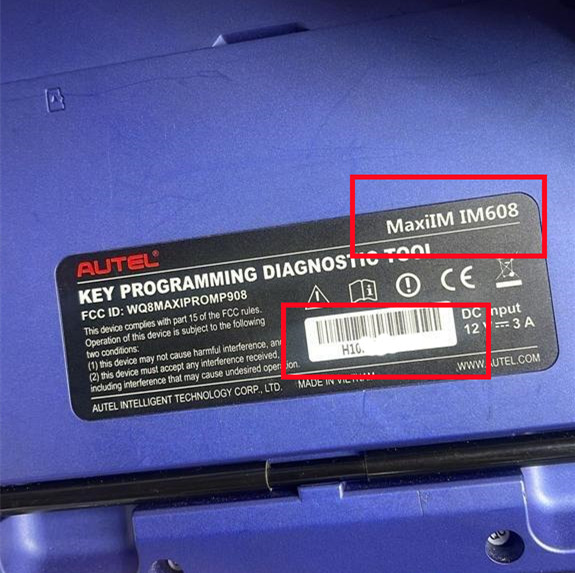 MaxiIM IM608
AUTEL®
KEY PROGRAMMING DIAGNOSTIC TOOL
FCC ID: WQ8MAXIPROMP908
This device complies with part 15 of the FCC rules.
Operation of this device is subject to the following
two conditions:
(1) this device may not cause harmful interference, and
(2) this device must accept any interference received,
including interference that may cause undesired operation.
CE
DC Input
12 V⎓3 A
AUTEL INTELLIGENT TECHNOLOGY CORP., LTD.
MADE IN VIETNAM
WWW.AUTEL.COM